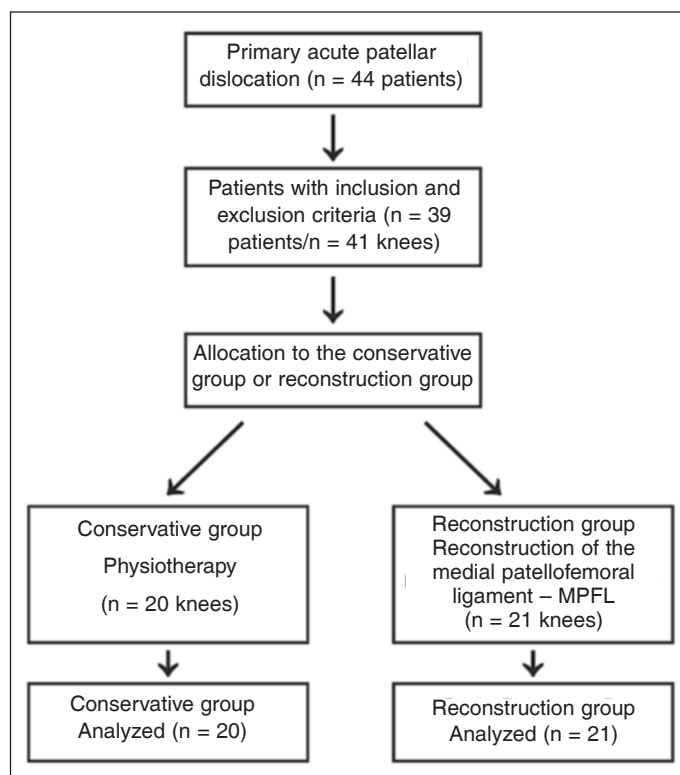 Primary acute patellar
dislocation (n = 44 patients)
Patients with inclusion and
exclusion criteria (n = 39
patients/n = 41 knees)
Allocation to the conservative
group or reconstruction group
Conservative group
Physiotherapy
(n = 20 knees)
Reconstruction group
Reconstruction of the
medial patellofemoral
ligament – MPFL
(n = 21 knees)
Conservative group
Analyzed (n = 20)
Reconstruction group
Analyzed (n = 21)